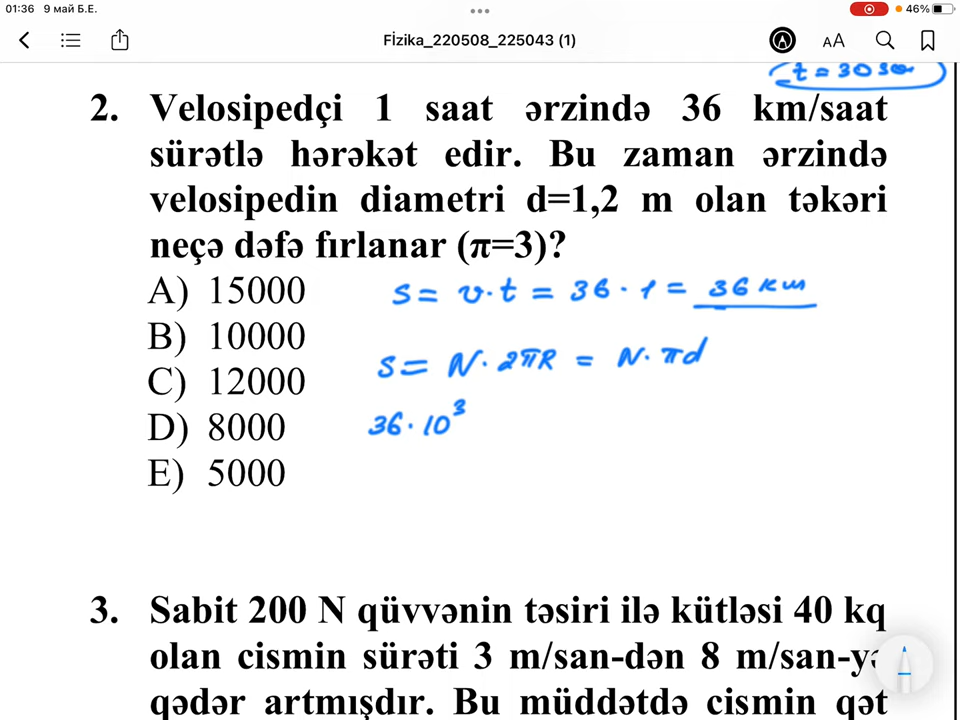 01:36 9 май Б.Е.
46%
Fizika_220508_225043 (1)
AA
t = 30 san
2. Velosipedçi 1 saat ərzində 36 km/saat
sürətlə hərəkət edir. Bu zaman ərzində
velosipedin diametri d=1,2 m olan təkəri
neçə dəfə fırlanar (π=3)?
A) 15000
s = v·t = 36·1 = 36 km
B) 10000
s = N·2πR = N·πd
C) 12000
36·10³
D) 8000
E) 5000
3. Sabit 200 N qüvvənin təsiri ilə kütləsi 40 kq
olan cismin sürəti 3 m/san-dən 8 m/san-yə
qədər artmışdır. Bu müddətdə cismin qət